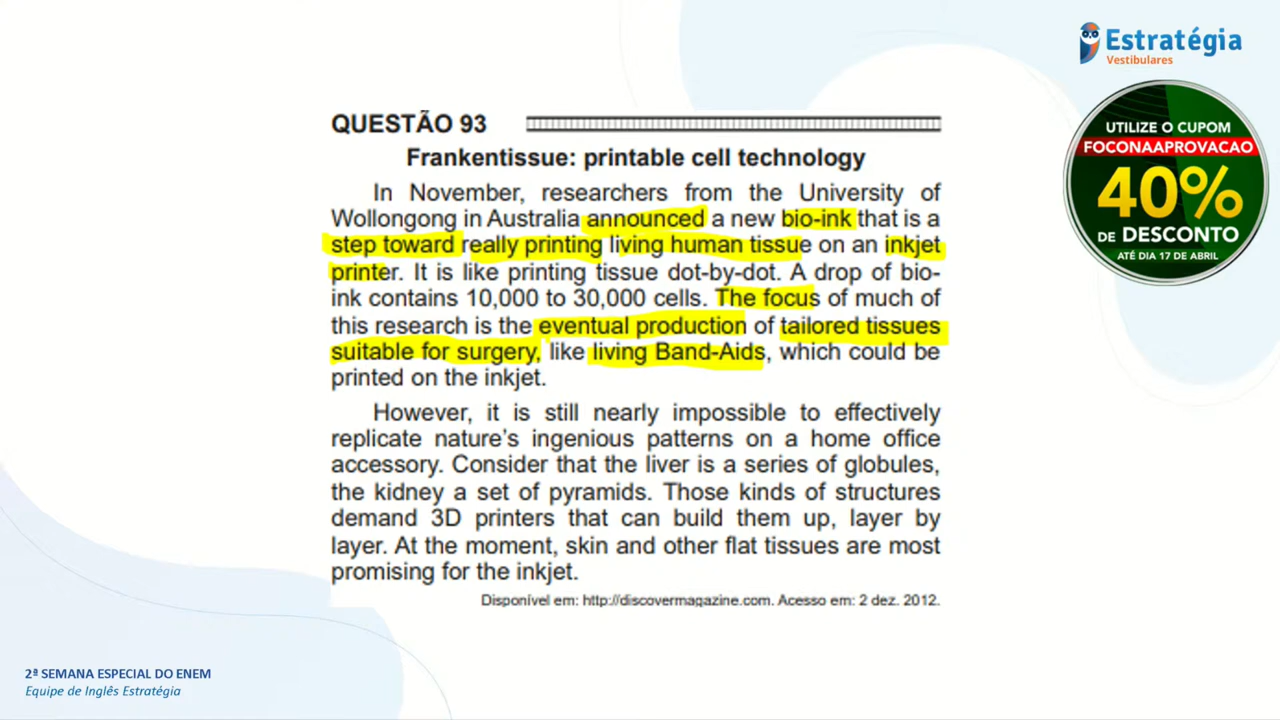 Estratégia
Vestibulares
UTILIZE O CUPOM
FOCONAAPROVACAO
40%
DE DESCONTO
ATÉ DIA 17 DE ABRIL
QUESTÃO 93
Frankentissue: printable cell technology
In November, researchers from the University of
Wollongong in Australia announced a new bio-ink that is a
step toward really printing living human tissue on an inkjet
printer. It is like printing tissue dot-by-dot. A drop of bio-
ink contains 10,000 to 30,000 cells. The focus of much of
this research is the eventual production of tailored tissues
suitable for surgery, like living Band-Aids, which could be
printed on the inkjet.
However, it is still nearly impossible to effectively
replicate nature's ingenious patterns on a home office
accessory. Consider that the liver is a series of globules,
the kidney a set of pyramids. Those kinds of structures
demand 3D printers that can build them up, layer by
layer. At the moment, skin and other flat tissues are most
promising for the inkjet.
Disponível em: http://discovermagazine.com. Acesso em: 2 dez. 2012.
2ª SEMANA ESPECIAL DO ENEM
Equipe de Inglês Estratégia